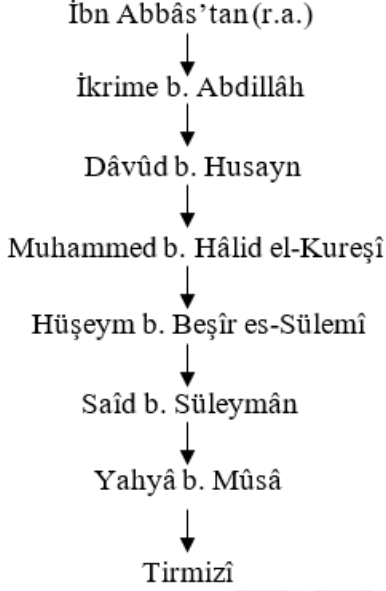 İbn Abbâs’tan (r.a.)
İkrime b. Abdillâh
Dâvûd b. Husayn
Muhammed b. Hâlid el-Kureşî
Hüşeym b. Beşîr es-Sülemî
Saîd b. Süleymân
Yahyâ b. Mûsâ
Tirmizî